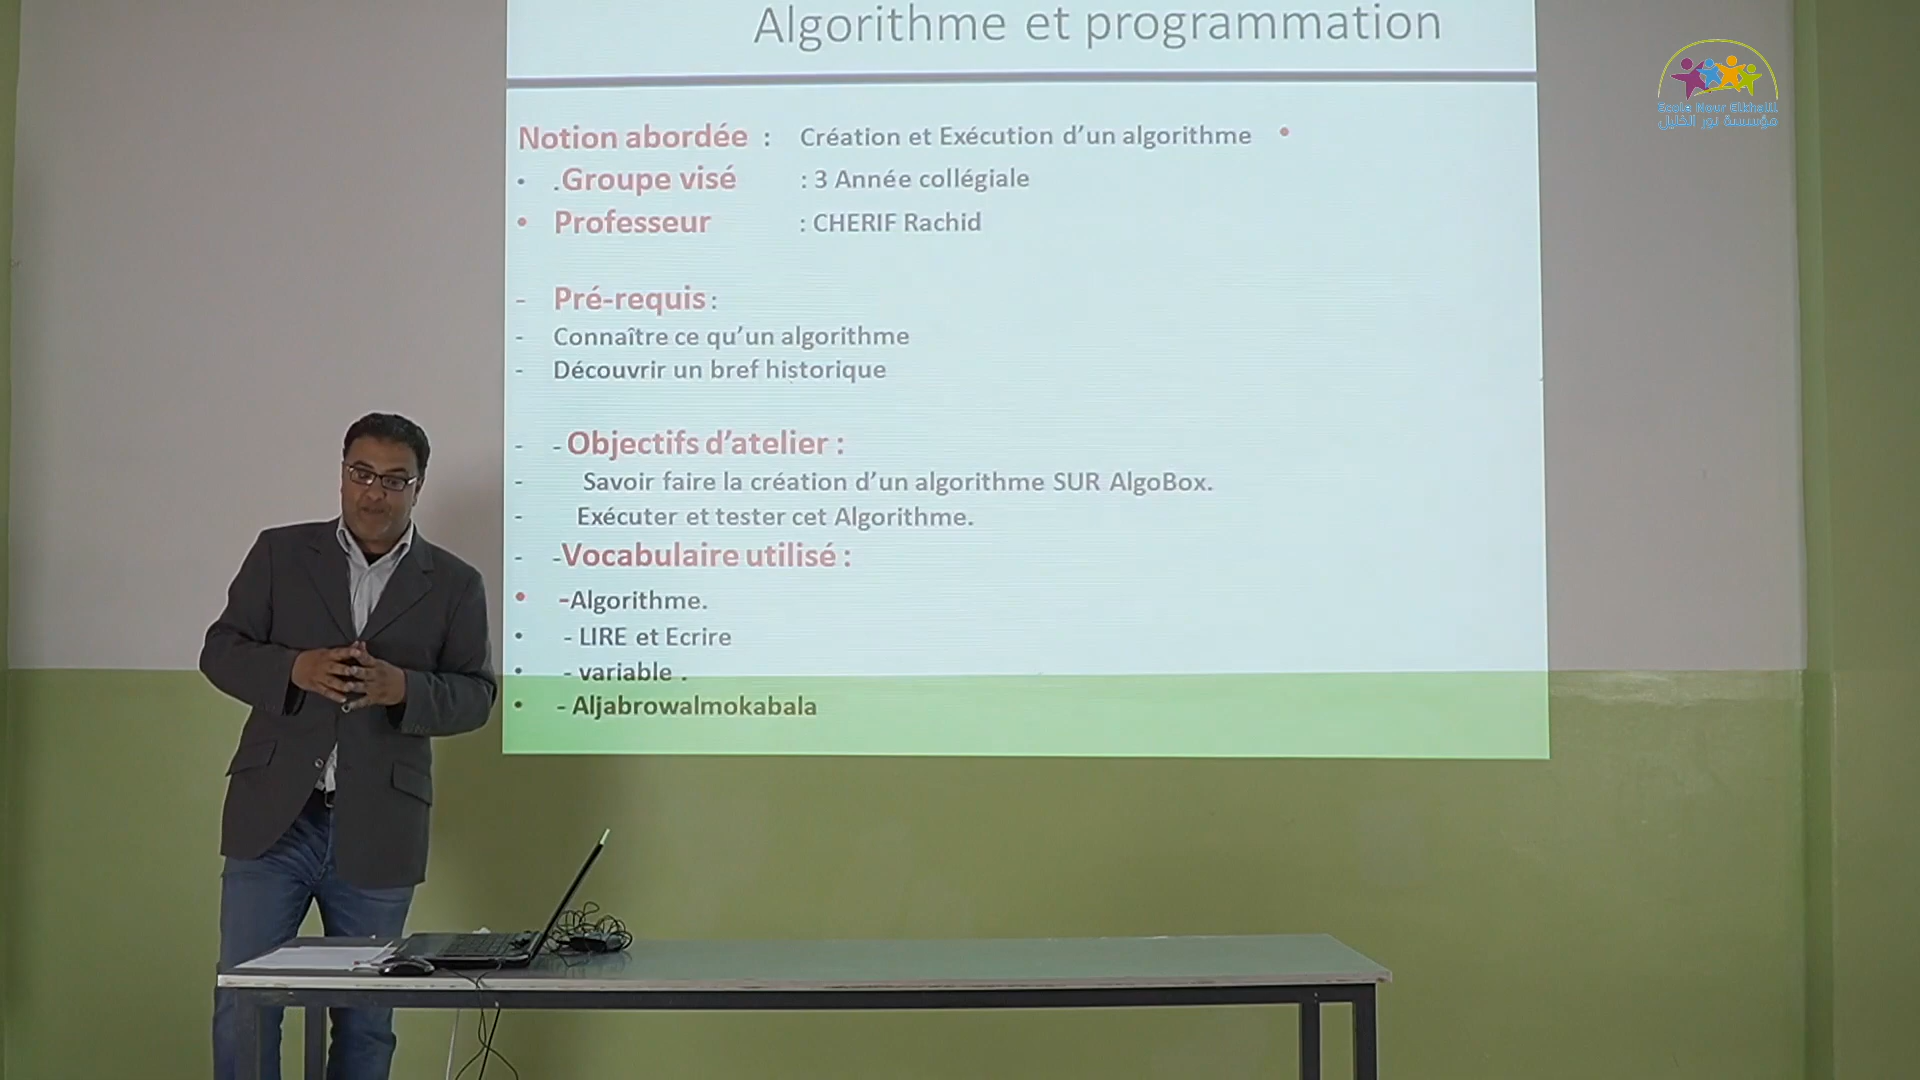 Algorithme et programmation
Notion abordée : Création et Exécution d'un algorithme •
• .Groupe visé : 3 Année collégiale
• Professeur : CHERIF Rachid
- Pré-requis :
- Connaître ce qu'un algorithme
- Découvrir un bref historique
- - Objectifs d'atelier :
- Savoir faire la création d'un algorithme SUR AlgoBox.
- Exécuter et tester cet Algorithme.
- -Vocabulaire utilisé :
• -Algorithme.
• - LIRE et Ecrire
• - variable .
• - Aljabrowalmokabala
Ecole Nour Elkhalil
مؤسسة نور الخليل